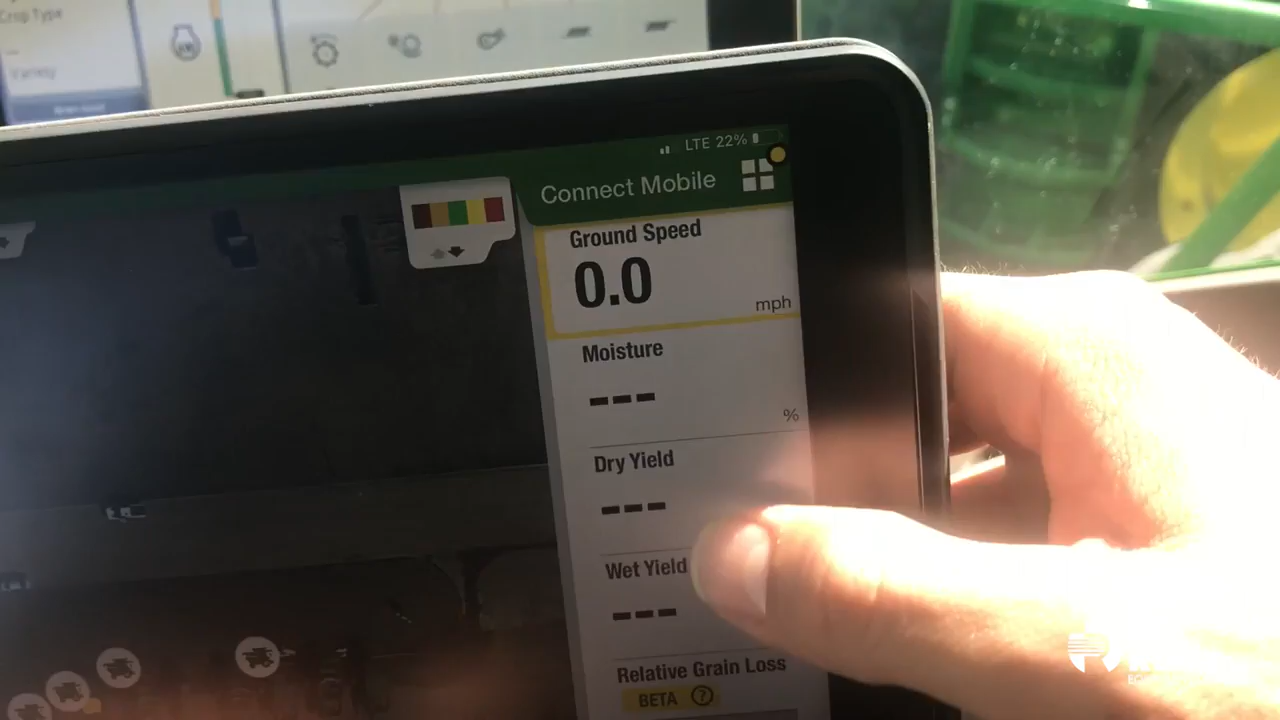 Crop Type
Variety
LTE 22%
Connect Mobile
Ground Speed
0.0
mph
Moisture
---
%
Dry Yield
---
Wet Yield
---
Relative Grain Loss
BETA ?